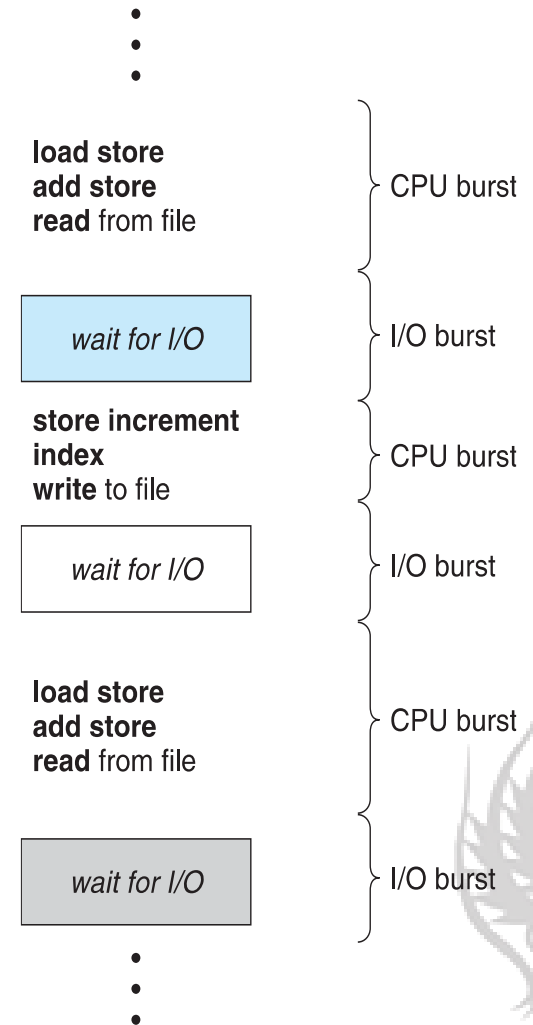 load store
add store
read from file
CPU burst
wait for I/O
I/O burst
store increment
index
write to file
CPU burst
wait for I/O
I/O burst
load store
add store
read from file
CPU burst
wait for I/O
I/O burst